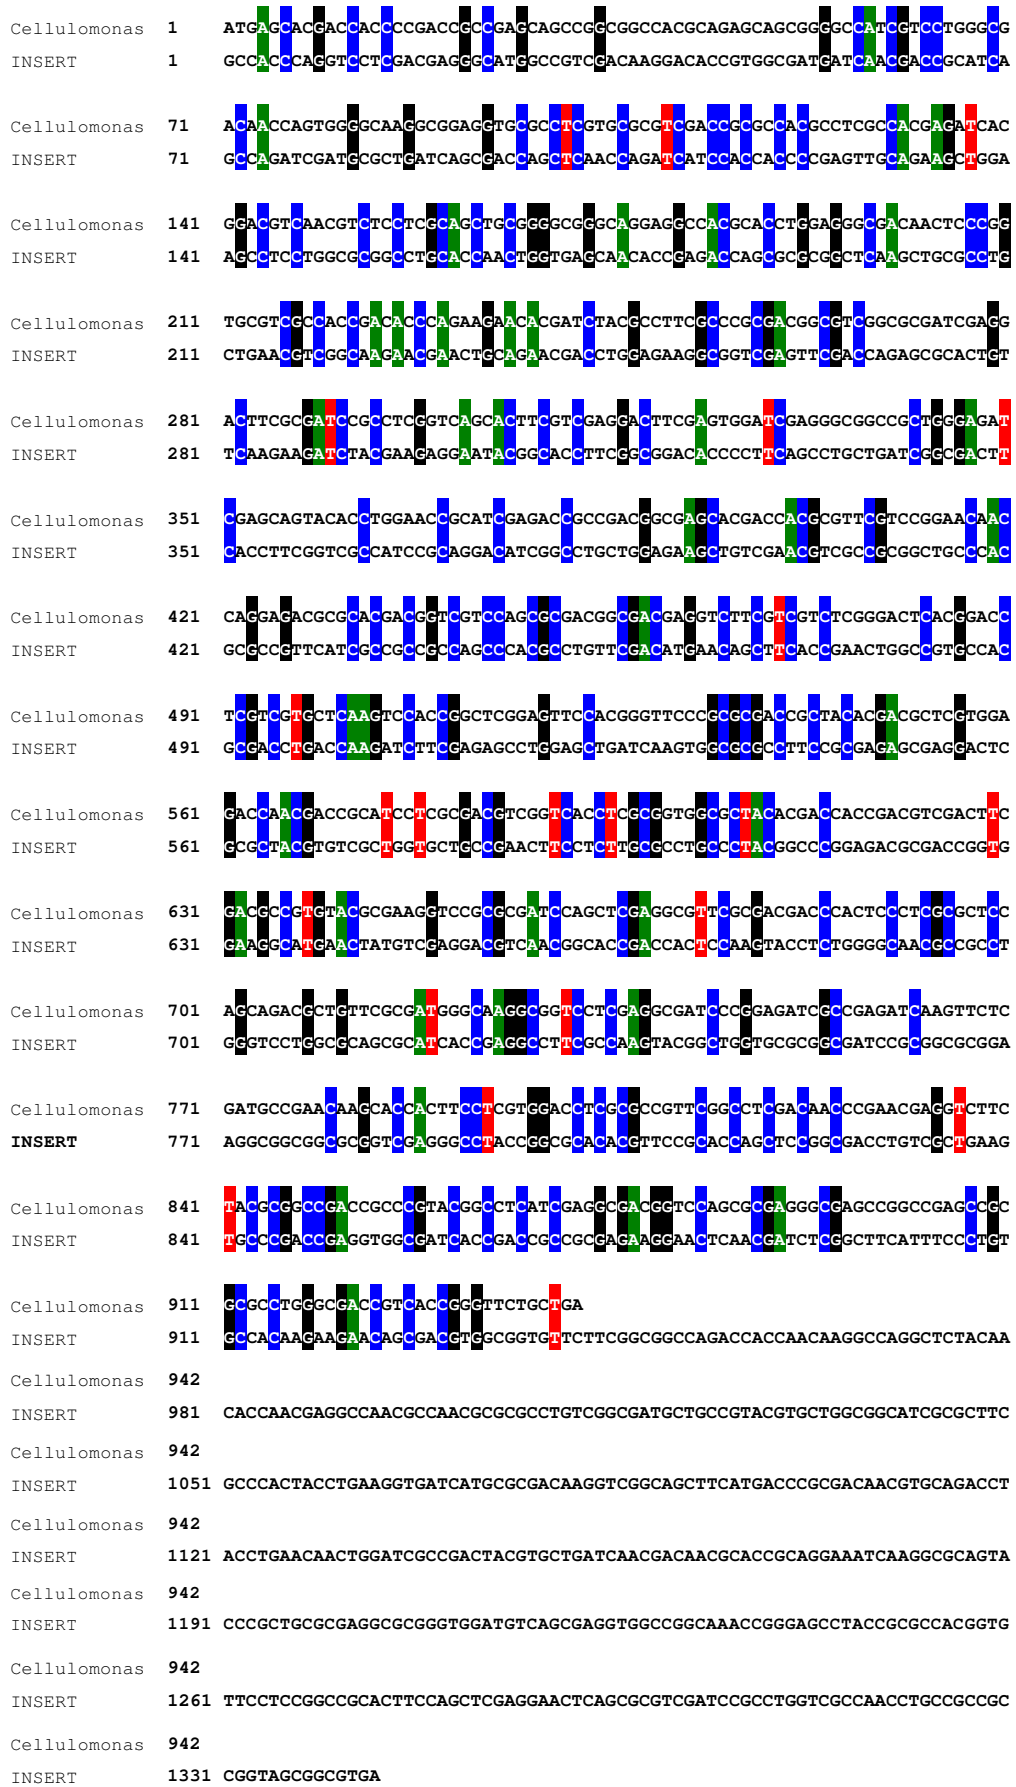 Cellulomonas 1 ATGAGCACGACCACCCCGACCGCCGAGCAGCCGGCGGCCACGCAGAGCAGCGGGGCCATCGTCCTGGGCG
INSERT 1 GCCACCCAGGTCCTCGACGAGGGCATGGCCGTCGACAAGGACACCGTGGCGATGATCAACGACCGCATCA
Cellulomonas 71 ACAACCAGTGGGGCAAGGCGGAGGTGCGCCTCGTGCGCGTCGACCGCGCCACGCCTCGCCACGAGATCAC
INSERT 71 GCCAGATCGATGCGCTGATCAGCGACCAGCTCAACCAGATCATCCACCACCCCGAGTTGCAGAAGCTGGA
Cellulomonas 141 GGACGTCAACGTCTCCTCGCAGCTGCGGGGCGGGCAGGAGGCCACGCACCTGGAGGGCGACAACTCCCGG
INSERT 141 AGCCTCCTGGCGCGGCCTGCACCAACTGGTGAGCAACACCGAGACCAGCGCGCGGCTCAAGCTGCGCCTG
Cellulomonas 211 TGCGTCGCCACCGACACCCAGAAGAACACGATCTACGCCTTCGCCCGCGACGGCGTCGGCGCGATCGAGG
INSERT 211 CTGAACGTCGGCAAGAACGAACTGCAGAACGACCTGGAGAAGGCGGTCGAGTTCGACCAGAGCGCACTGT
Cellulomonas 281 ACTTCGCGATCCGCCTCGGTCAGCACTTCGTCGAGGACTTCGAGTGGATCGAGGGCGGCCGCTGGGAGAT
INSERT 281 TCAAGAAGATCTACGAAGAGGAATACGGCACCTTCGGCGGACACCCCTTCAGCCTGCTGATCGGCGACTT
Cellulomonas 351 CGAGCAGTACACCTGGAACCGCATCGAGACCGCCGACGGCGAGCACGACCACGCGTTCGTCCGGAACAAC
INSERT 351 CACCTTCGGTCGCCATCCGCAGGACATCGGCCTGCTGGAGAAGCTGTCGAACGTCGCCGCGGCTGCCCAC
Cellulomonas 421 CAGGAGACGCGCACGACGGTCGTCCAGCGCGACGGCGACGAGGTCTTCGTCGTCTCGGGACTCACGGACC
INSERT 421 GCGCCGTTCATCGCCGCCGCCAGCCCACGCCTGTTCGACATGAACAGCTTCACCGAACTGGCCGTGCCAC
Cellulomonas 491 TCGTCGTGCTCAAGTCCACCGGCTCGGAGTTCCACGGGTTCCCGCGCGACCGCTACACGACGCTCGTGGA
INSERT 491 GCGACCTGACCAAGATCTTCGAGAGCCTGGAGCTGATCAAGTGGCGCGCCTTCCGCGAGAGCGAGGACTC
Cellulomonas 561 GACCAACGACCGCATCCTCGCGACGTCGGTCACCTCGCGGTGGCGCTACACGACCACCGACGTCGACTTC
INSERT 561 GCGCTACGTGTCGCTGGTGCTGCCGAACTTCCTCTTGCGCCTGCCCTACGGCCCGGAGACGCGACCGGTG
Cellulomonas 631 GACGCCGTGTACGCGAAGGTCCGCGCGATCCAGCTCGAGGCGTTCGCGACGACCCACTCCCTCGCGCTCC
INSERT 631 GAAGGCATGAACTATGTCGAGGACGTCAACGGCACCGACCACTCCAAGTACCTCTGGGGCAACGCCGCCT
Cellulomonas 701 AGCAGACGCTGTTCGCGATGGGCAAGGCGGTCCTCGAGGCGATCCCGGAGATCGCCGAGATCAAGTTCTC
INSERT 701 GGGTCCTGGCGCAGCGCATCACCGAGGCCTTCGCCAAGTACGGCTGGTGCGCGGCGATCCGCGGCGCGGA
Cellulomonas 771 GATGCCGAACAAGCACCACTTCCTCGTGGACCTCGCGCCGTTCGGCCTCGACAACCCGAACGAGGTCTTC
INSERT 771 AGGCGGCGGCGCGGTCGAGGGCCTACCGGCGCACACGTTCCGCACCAGCTCCGGCGACCTGTCGCTGAAG
Cellulomonas 841 TACGCGGCCGACCGCCCGTACGGCCTCATCGAGGCGACGGTCCAGCGCGAGGGCGAGCCGGCCGAGCCGC
INSERT 841 TGCCCGACCGAGGTGGCGATCACCGACCGCCGCGAGAAGGAACTCAACGATCTCGGCTTCATTTCCCTGT
Cellulomonas 911 GCGCCTGGGCGACCGTCACCGGGTTCTGCTGA
INSERT 911 GCCACAAGAAGAACAGCGACGTGGCGGTGTTCTTCGGCGGCCAGACCACCAACAAGGCCAGGCTCTACAA
Cellulomonas 942
INSERT 981 CACCAACGAGGCCAACGCCAACGCGCGCCTGTCGGCGATGCTGCCGTACGTGCTGGCGGCATCGCGCTTC
Cellulomonas 942
INSERT 1051 GCCCACTACCTGAAGGTGATCATGCGCGACAAGGTCGGCAGCTTCATGACCCGCGACAACGTGCAGACCT
Cellulomonas 942
INSERT 1121 ACCTGAACAACTGGATCGCCGACTACGTGCTGATCAACGACAACGCACCGCAGGAAATCAAGGCGCAGTA
Cellulomonas 942
INSERT 1191 CCCGCTGCGCGAGGCGCGGGTGGATGTCAGCGAGGTGGCCGGCAAACCGGGAGCCTACCGCGCCACGGTG
Cellulomonas 942
INSERT 1261 TTCCTCCGGCCGCACTTCCAGCTCGAGGAACTCAGCGCGTCGATCCGCCTGGTCGCCAACCTGCCGCCGC
Cellulomonas 942
INSERT 1331 CGGTAGCGGCGTGA